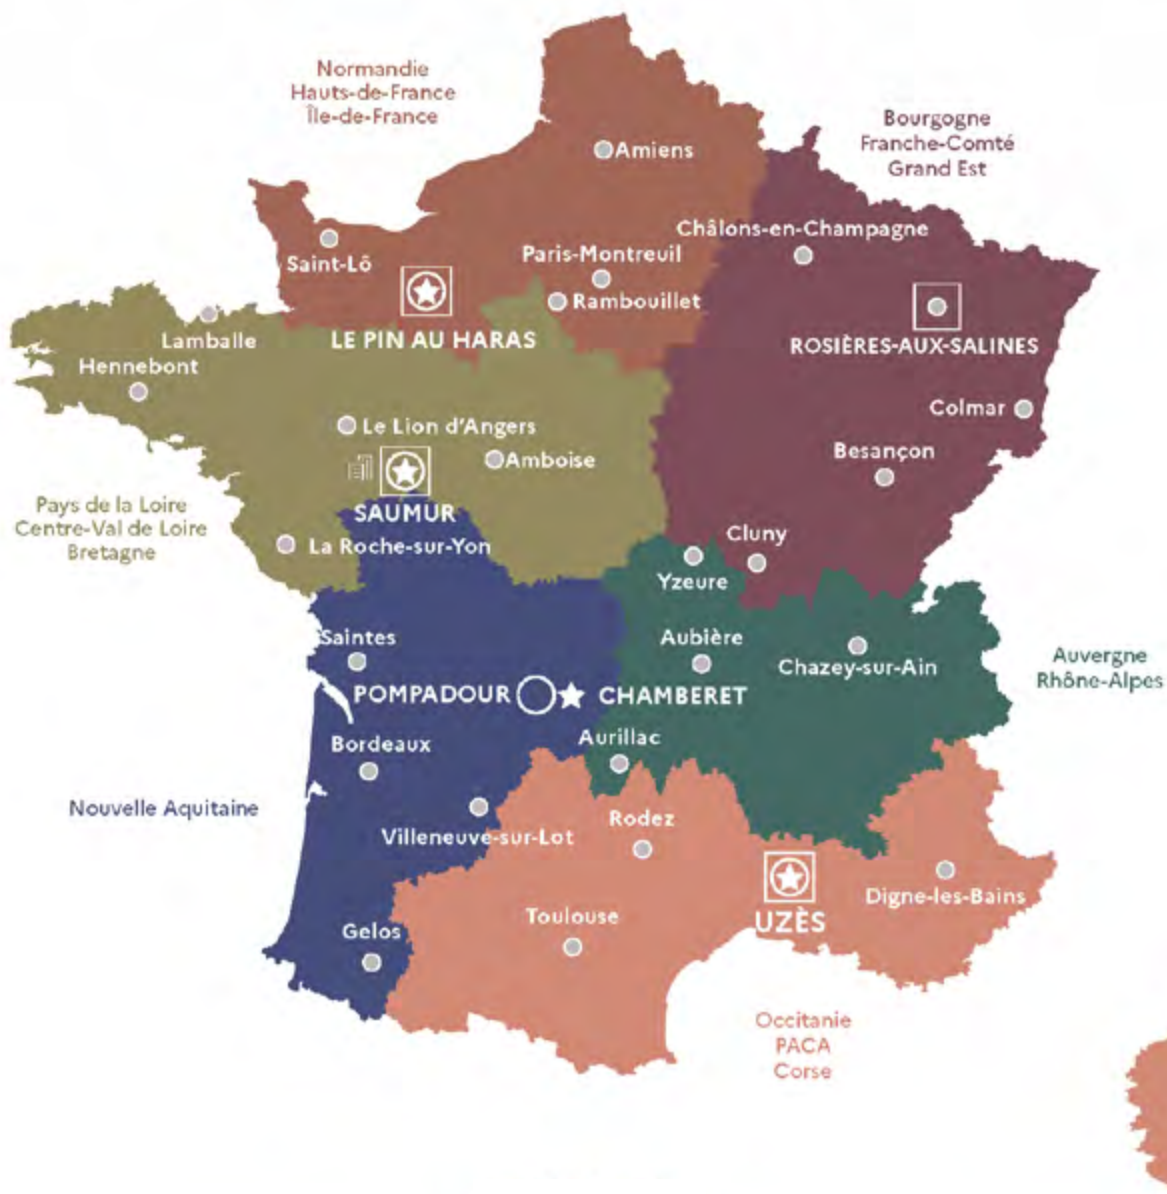 Normandie
Hauts-de-France
Île-de-France
Bourgogne
Franche-Comté
Grand Est
Amiens
Châlons-en-Champagne
Saint-Lô
Paris-Montreuil
Rambouillet
LE PIN AU HARAS
ROSIÈRES-AUX-SALINES
Lamballe
Hennebont
Colmar
Le Lion d'Angers
Amboise
Besançon
Pays de la Loire
Centre-Val de Loire
Bretagne
SAUMUR
La Roche-sur-Yon
Cluny
Yzeure
Saintes
Aubière
Chazey-sur-Ain
Auvergne
Rhône-Alpes
POMPADOUR
CHAMBERET
Bordeaux
Aurillac
Nouvelle Aquitaine
Villeneuve-sur-Lot
Rodez
Digne-les-Bains
UZÈS
Toulouse
Gelos
Occitanie
PACA
Corse